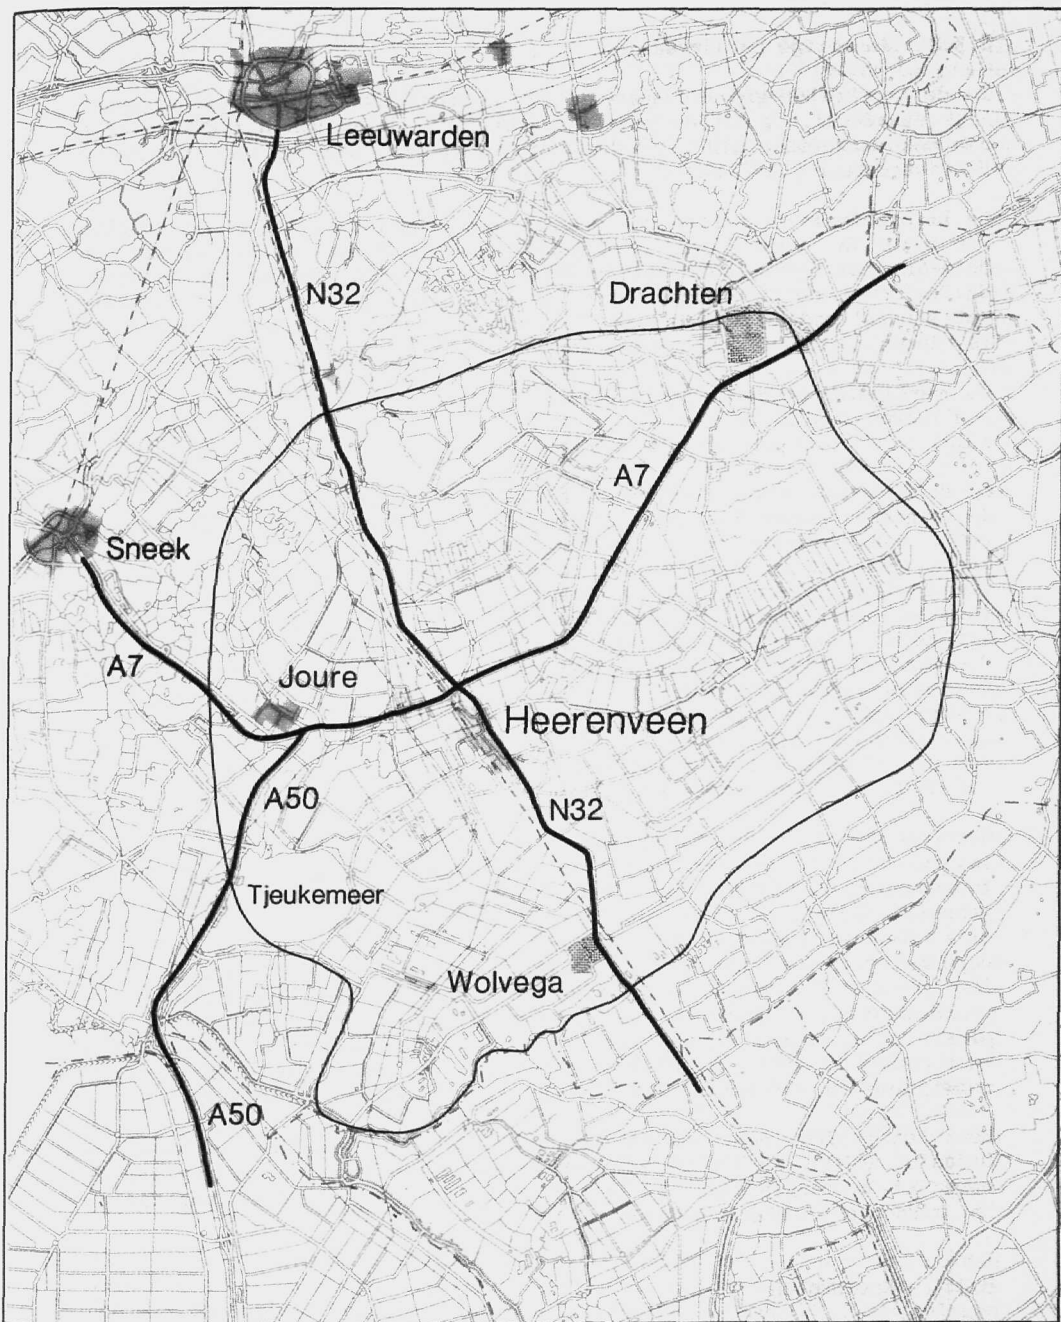 Leeuwarden
N32
Drachten
A7
Sneek
A7
Joure
Heerenveen
A50
N32
Tjeukemeer
Wolvega
A50